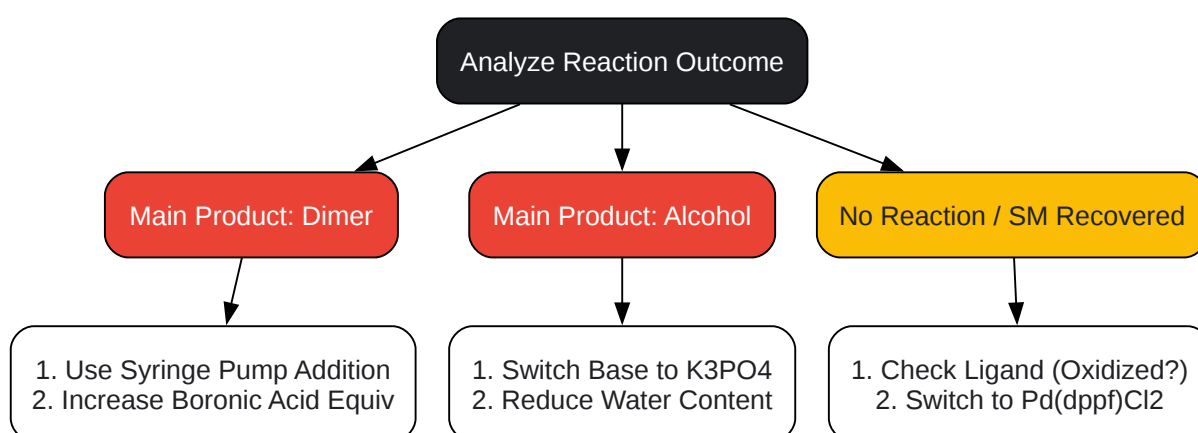 Analyze Reaction Outcome
Main Product: Dimer
Main Product: Alcohol
No Reaction / SM Recovered
1. Use Syringe Pump Addition
2. Increase Boronic Acid Equiv
1. Switch Base to K3PO4
2. Reduce Water Content
1. Check Ligand (Oxidized?)
2. Switch to Pd(dppf)Cl2